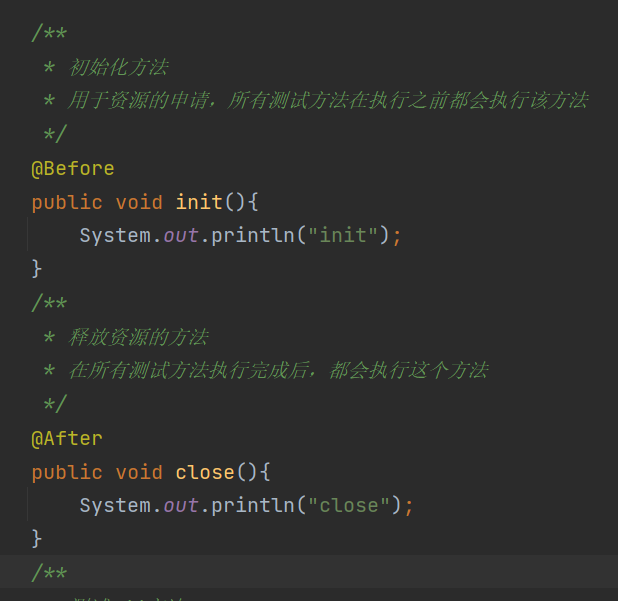 /**
 * 初始化方法
 * 用于资源的申请，所有测试方法在执行之前都会执行该方法
 */
@Before
public void init(){
    System.out.println("init");
}
/**
 * 释放资源的方法
 * 在所有测试方法执行完成后，都会执行这个方法
 */
@After
public void close(){
    System.out.println("close");
}
/**